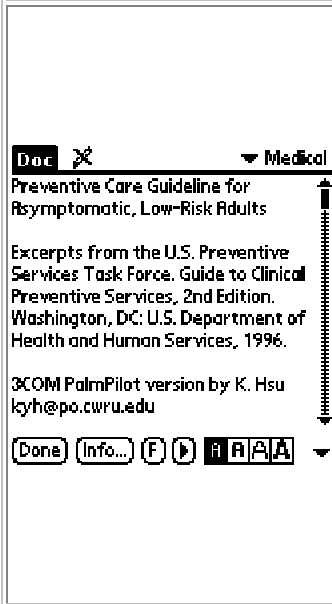 Doc Medical
Preventive Care Guideline for
Asymptomatic, Low-Risk Adults
Excerpts from the U.S. Preventive
Services Task Force. Guide to Clinical
Preventive Services, 2nd Edition.
Washington, DC: U.S. Department of
Health and Human Services, 1996.
3COM PalmPilot version by K. Hsu
kyh@po.cwru.edu
Done Info... F A A A A